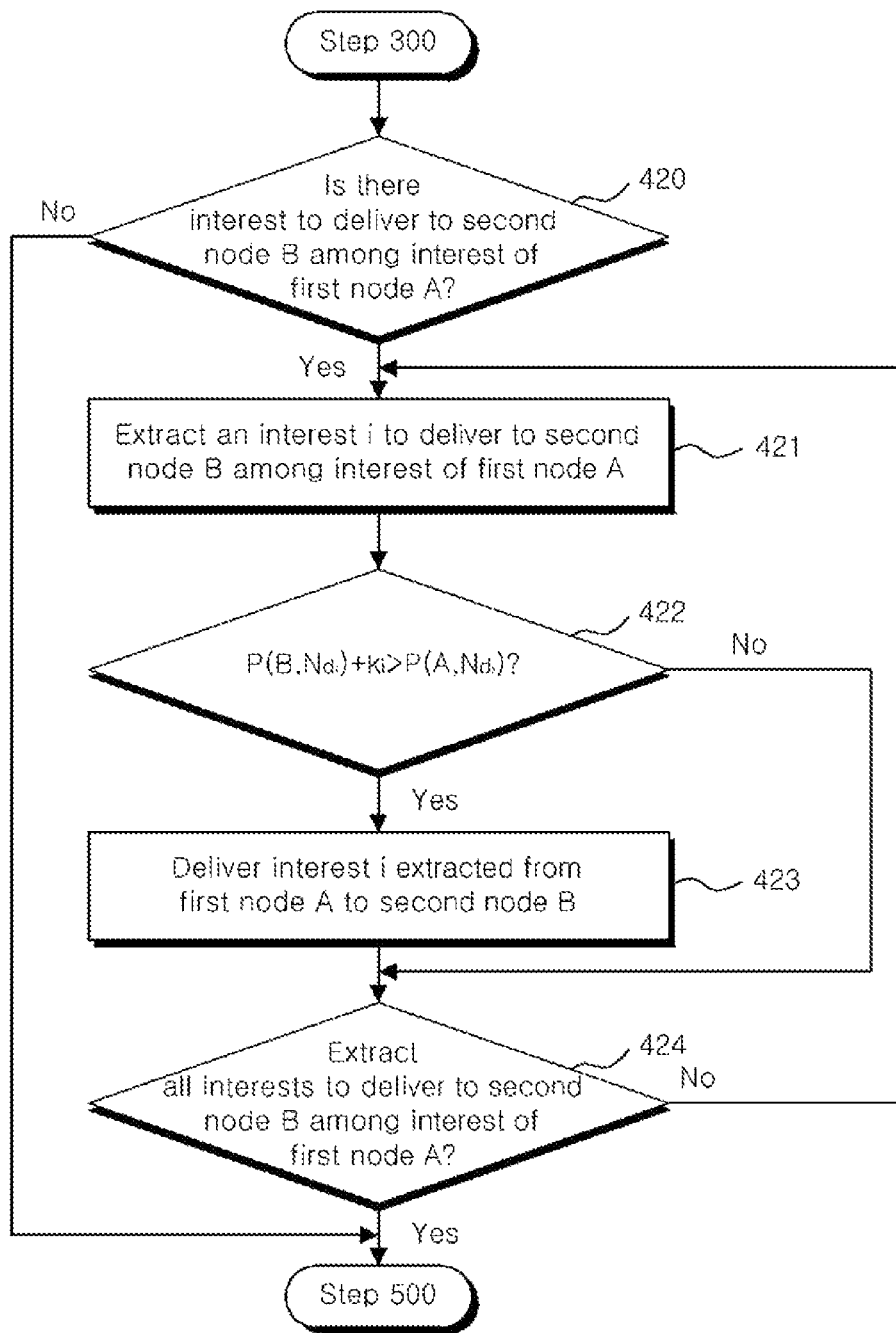 Step 300
Is there
interest to deliver to second
node B among interest of
first node A?
420
No
Yes
Extract an interest i to deliver to second
node B among interest of first node A
421
P(B,Ndi)+ki>P(A,Ndi)?
422
No
Yes
Deliver interest i extracted from
first node A to second node B
423
Extract
all interests to deliver to second
node B among interest of
first node A?
424
No
Yes
Step 500